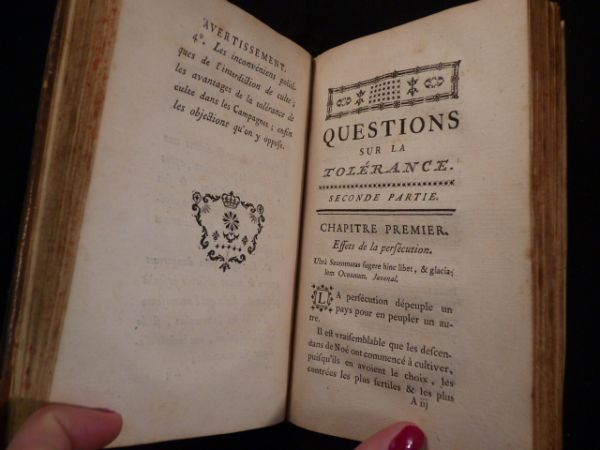 AVERTISSEMENT.
4°. Les inconvéniens politi-
ques de l'interdiction de culte ;
les avantages de la tolérance de
culte dans les Campagnes ; enfin
les objections qu'on y oppose.
QUESTIONS
SUR LA
TOLÉRANCE.
SECONDE PARTIE.
CHAPITRE PREMIER.
Effets de la persécution.
Ultrà Sauromatas fugere hinc libet, & glacia-
lem Oceanum. Juvenal.
LA persécution dépeuple un
pays pour en peupler un au-
tre.
Il est vraisemblable que les descen-
dans de Noé ont commencé à cultiver,
puisqu'ils en avoient le choix, les
contrées les plus fertiles & les plus
A iij